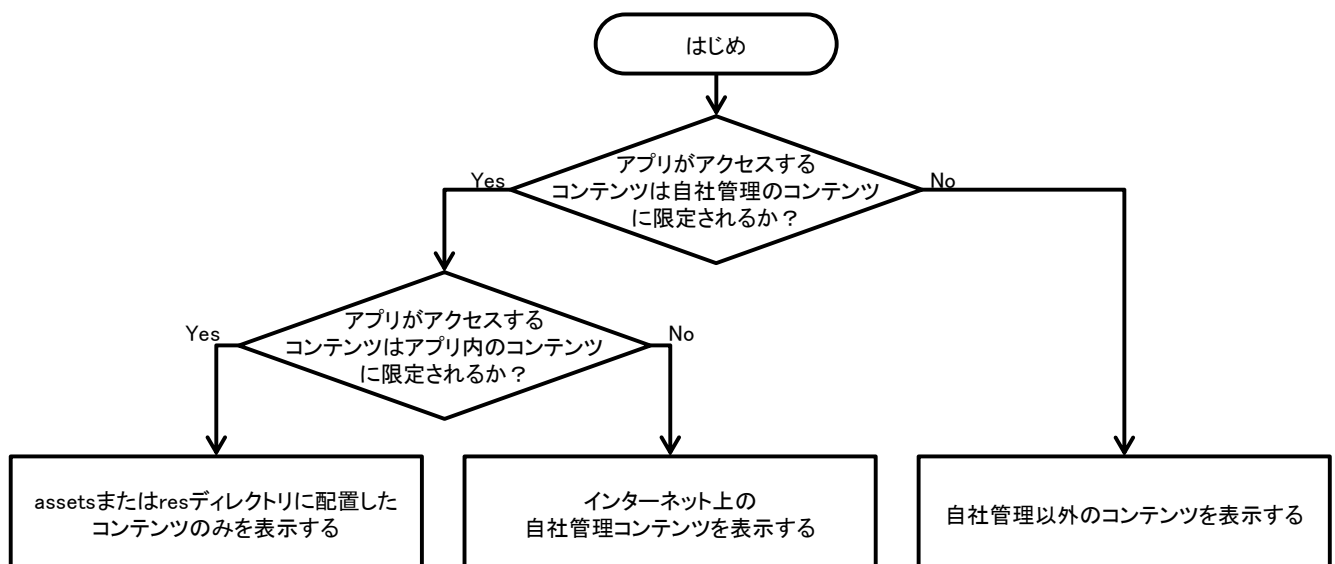 はじめ
アプリがアクセスする
コンテンツは自社管理のコンテンツ
に限定されるか？
Yes
No
アプリがアクセスする
コンテンツはアプリ内のコンテンツ
に限定されるか？
Yes
No
assetsまたはresディレクトリに配置した
コンテンツのみを表示する
インターネット上の
自社管理コンテンツを表示する
自社管理以外のコンテンツを表示する